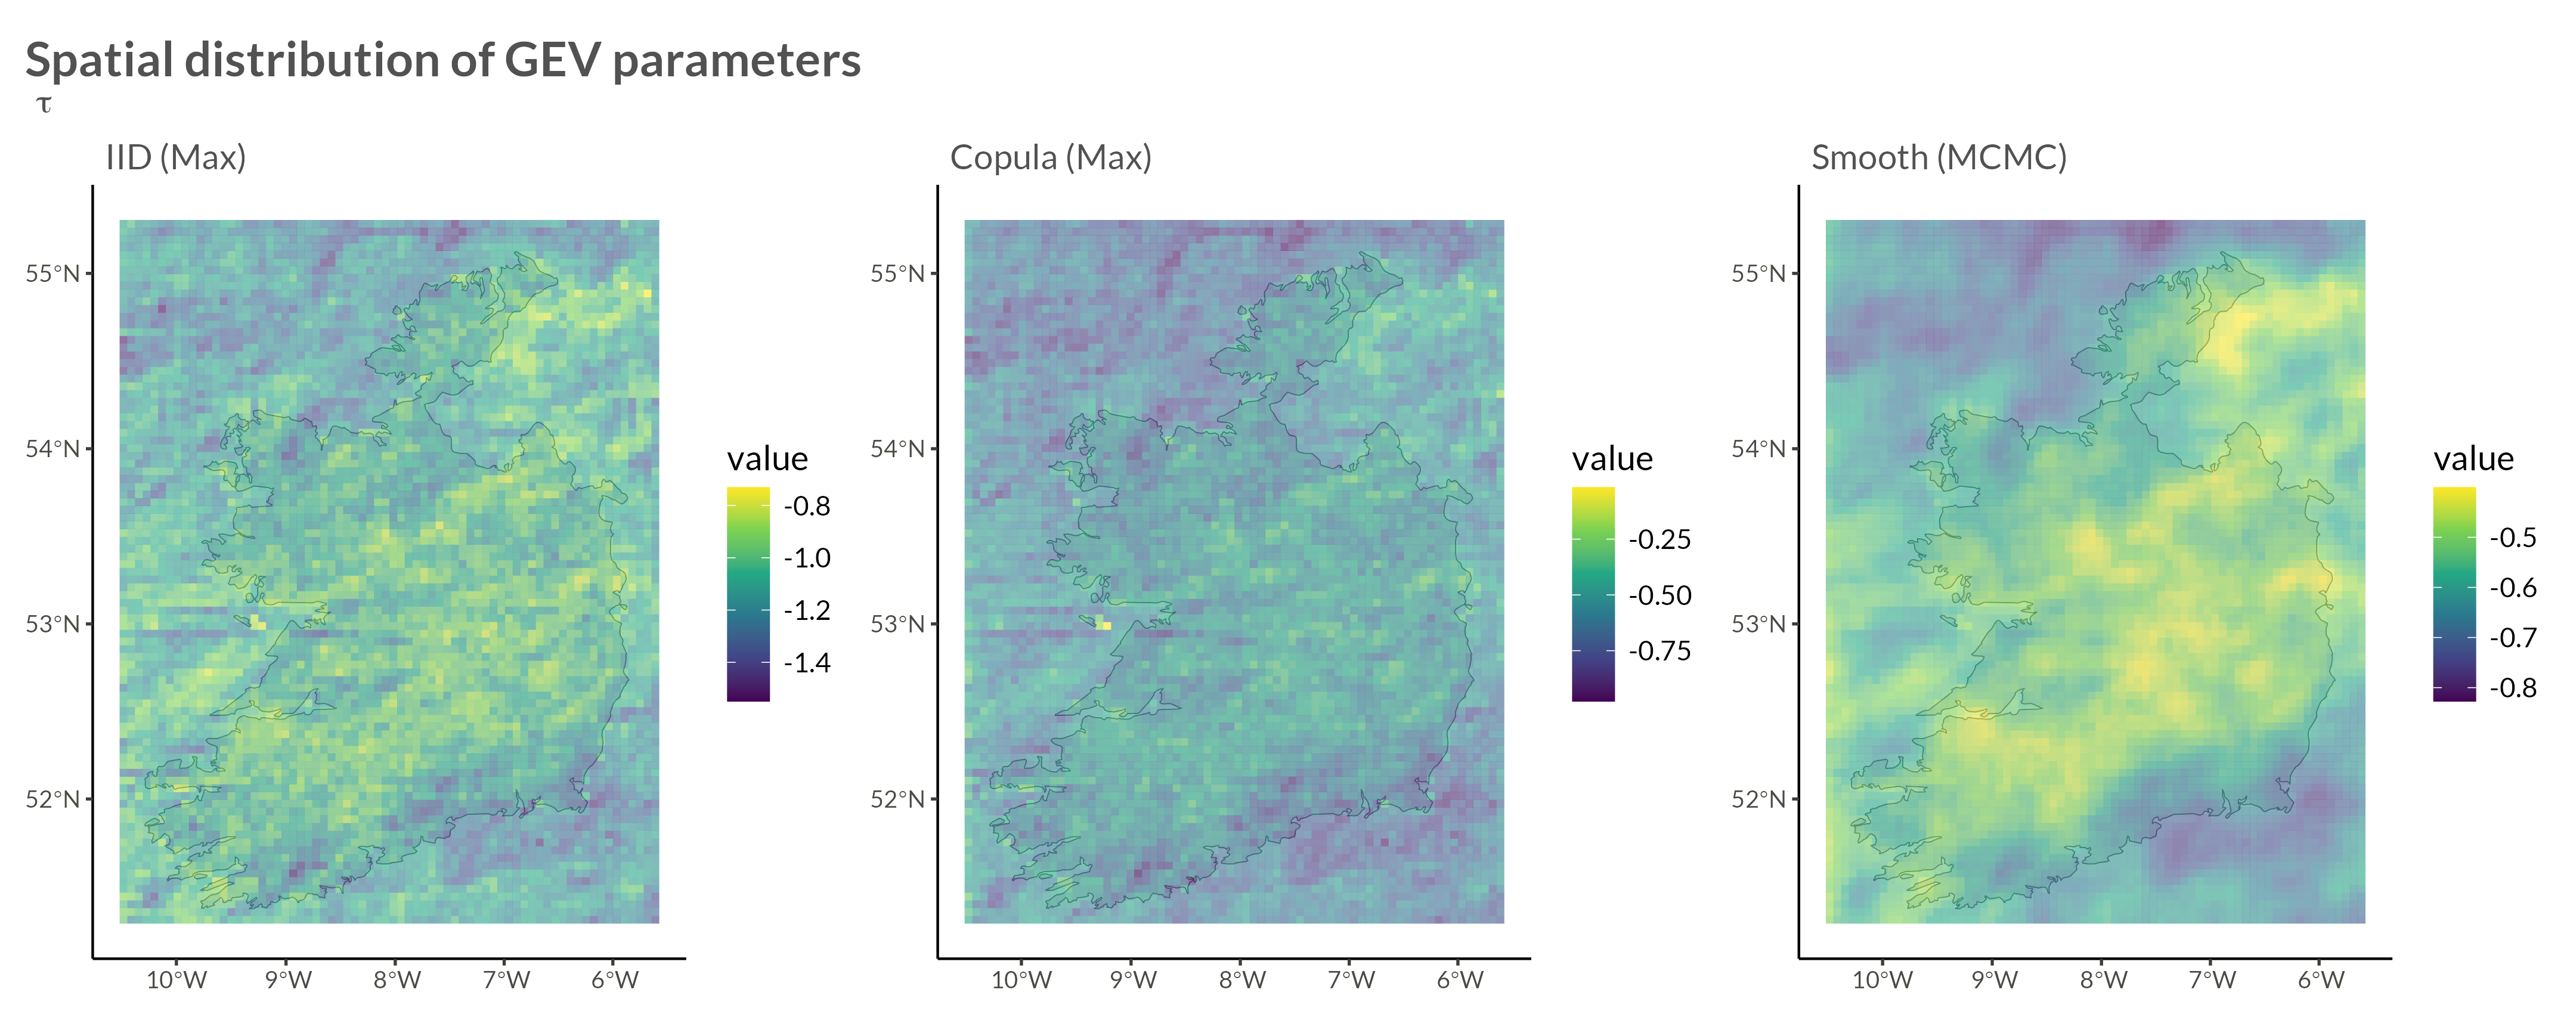 Spatial distribution of GEV parameters
τ
IID (Max)
55°N
54°N
53°N
52°N
10°W 9°W 8°W 7°W 6°W
value
-0.8
-1.0
-1.2
-1.4
Copula (Max)
55°N
54°N
53°N
52°N
10°W 9°W 8°W 7°W 6°W
value
-0.25
-0.50
-0.75
Smooth (MCMC)
55°N
54°N
53°N
52°N
10°W 9°W 8°W 7°W 6°W
value
-0.5
-0.6
-0.7
-0.8